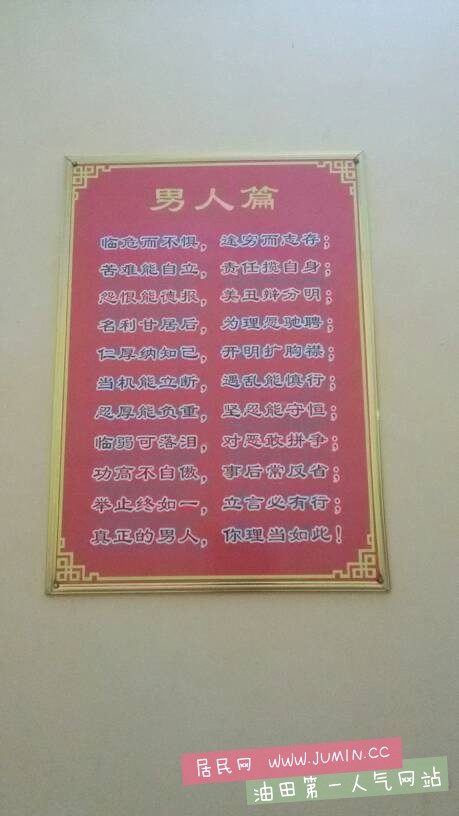 男人篇
临危而不惧，途穷而志存；
苦难能自立，责任揽自身；
怨恨能德报，美丑辩分明；
名利甘居后，为理愿驰骋；
仁厚纳知己，开明扩胸襟；
当机能立断，遇乱能慎行；
忍厚能负重，坚忍能守恒；
临弱可落泪，对恶敢拼争；
功高不自傲，事后常反省；
举止终如一，立言必有行；
真正的男人，你理当如此！
居民网 WWW.JUMIN.CC
油田第一人气网站